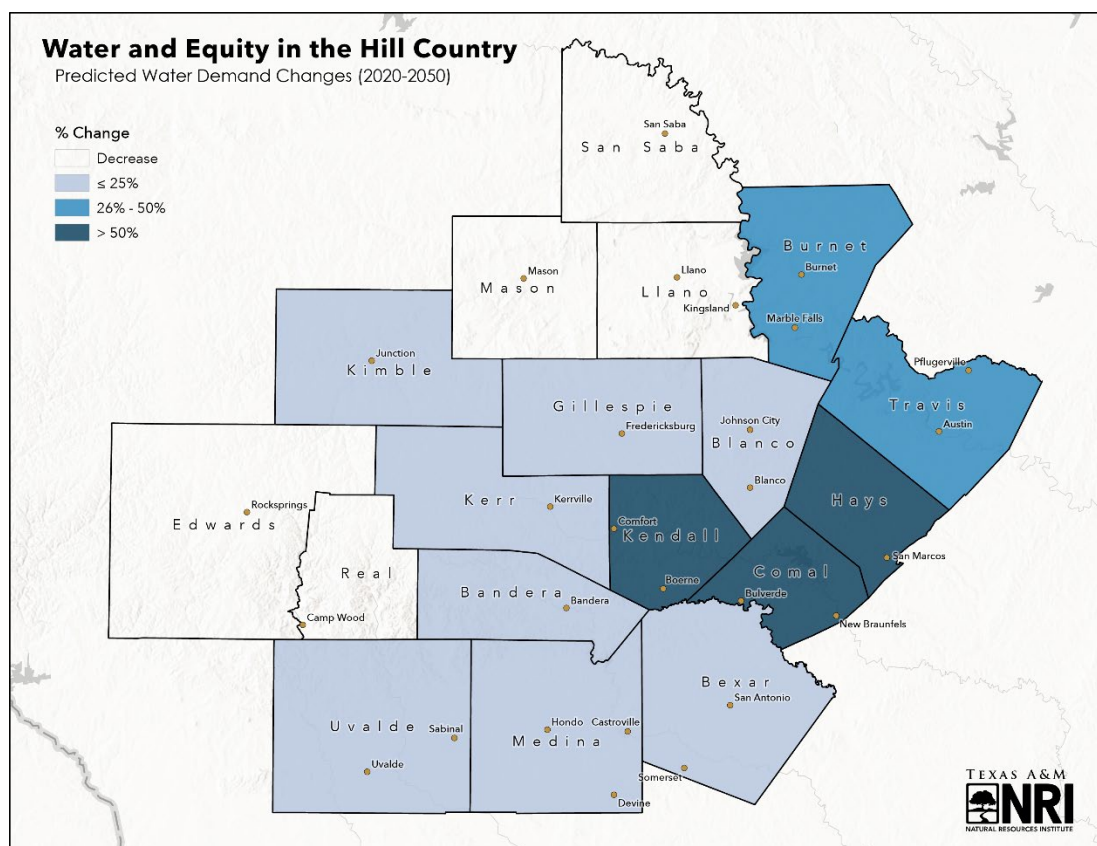 Water and Equity in the Hill Country
Predicted Water Demand Changes (2020-2050)
% Change
Decrease
≤ 25%
26% - 50%
> 50%
San Saba
San Saba
Burnet
Burnet
Mason
Mason
Llano
Llano
Kingsland
Marble Falls
Junction
Kimble
Pflugerville
Travis
Austin
Gillespie
Fredericksburg
Johnson City
Blanco
Blanco
Kerr
Kerrville
Hays
San Marcos
Rocksprings
Edwards
Comfort
Kendall
Boerne
Real
Camp Wood
Comal
Bulverde
New Braunfels
Bandera
Bandera
Bexar
San Antonio
Somerset
Uvalde
Sabinal
Uvalde
Hondo
Castroville
Medina
Devine
TEXAS A&M
NRI
NATURAL RESOURCES INSTITUTE